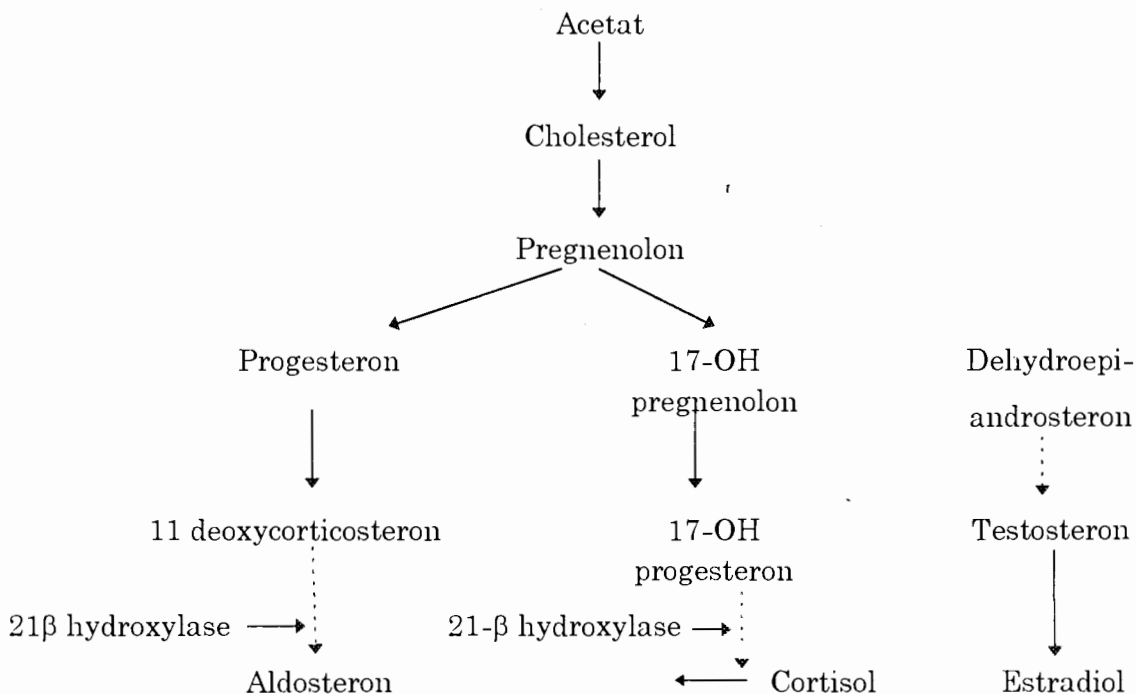 Acetat
Cholesterol
Pregnenolon
Progesteron
17-OH
pregnenolon
Dehydroepi-
androsteron
11 deoxycorticosteron
17-OH
progesteron
Testosteron
21β hydroxylase
21-β hydroxylase
Aldosteron
Cortisol
Estradiol